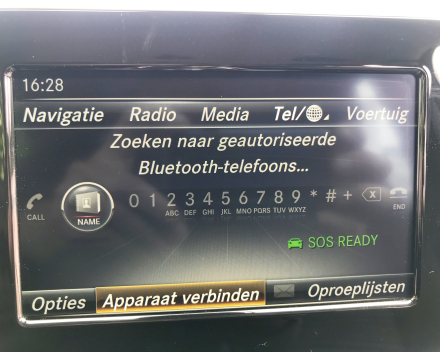 16:28
Navigatie Radio Media Tel/ Voertuig
Zoeken naar geautoriseerde
Bluetooth-telefoons...
0 1 2 3 4 5 6 7 8 9 * # +
ABC DEF GHI JKL MNO PQRS TUV WXYZ
CALL NAME END
SOS READY
Opties Apparaat verbinden Oproeplijsten